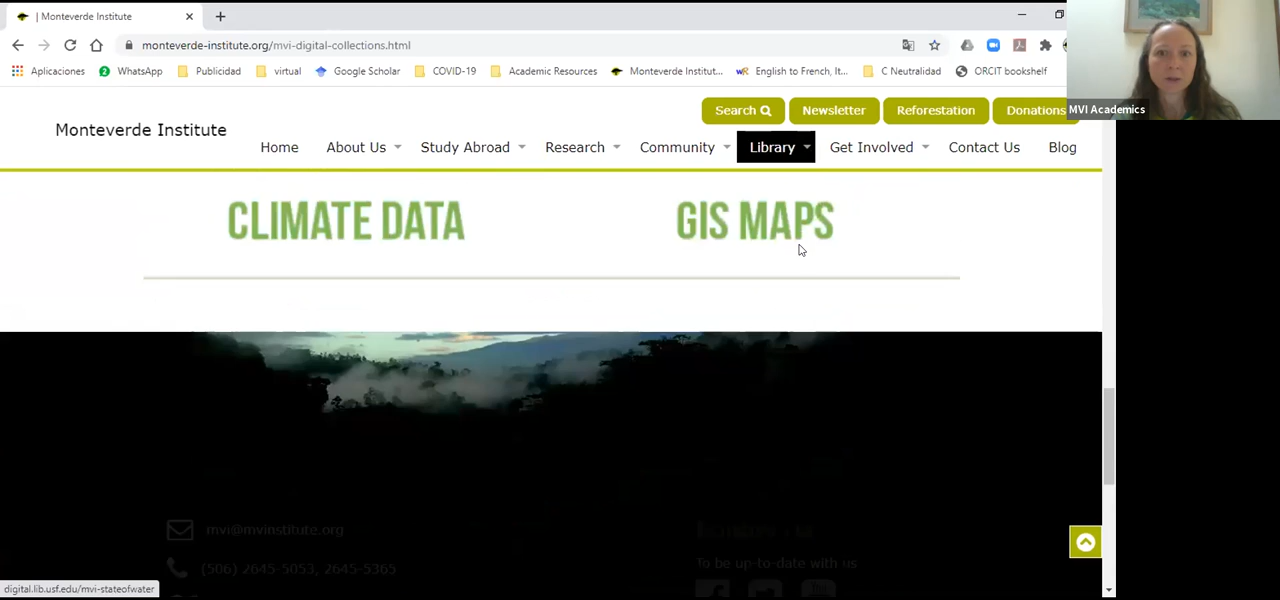 | Monteverde Institute
monteverde-institute.org/mvi-digital-collections.html
Aplicaciones WhatsApp Publicidad virtual Google Scholar COVID-19 Academic Resources Monteverde Institut... English to French, It... C Neutralidad ORCIT bookshelf
MVI Academics
Search Newsletter Reforestation Donations
Monteverde Institute
Home About Us Study Abroad Research Community Library Get Involved Contact Us Blog
CLIMATE DATA GIS MAPS
mvi@mvinstitute.org
To be up-to-date with us
(506) 2645-5053, 2645-5365
digital.lib.usf.edu/mvi-stateofwater